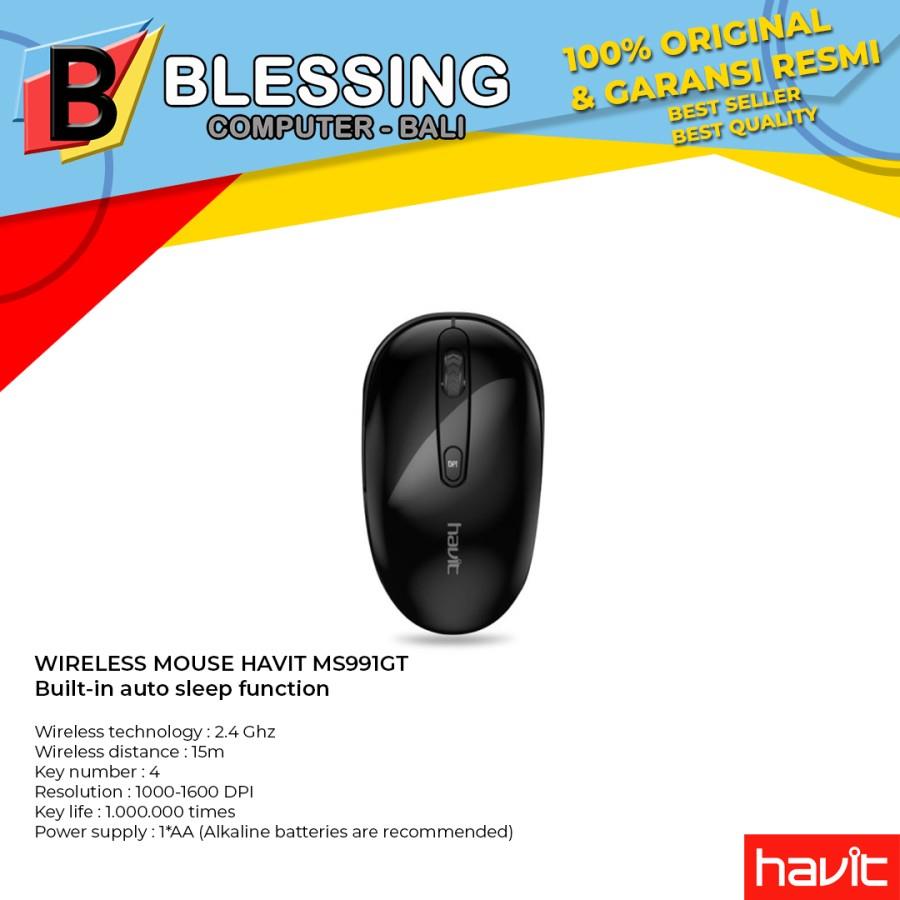 B BLESSING
COMPUTER - BALI
100% ORIGINAL
& GARANSI RESMI
BEST SELLER
BEST QUALITY
DPI
havit
WIRELESS MOUSE HAVIT MS991GT
Built-in auto sleep function
Wireless technology : 2.4 Ghz
Wireless distance : 15m
Key number : 4
Resolution : 1000-1600 DPI
Key life : 1.000.000 times
Power supply : 1*AA (Alkaline batteries are recommended)
havit